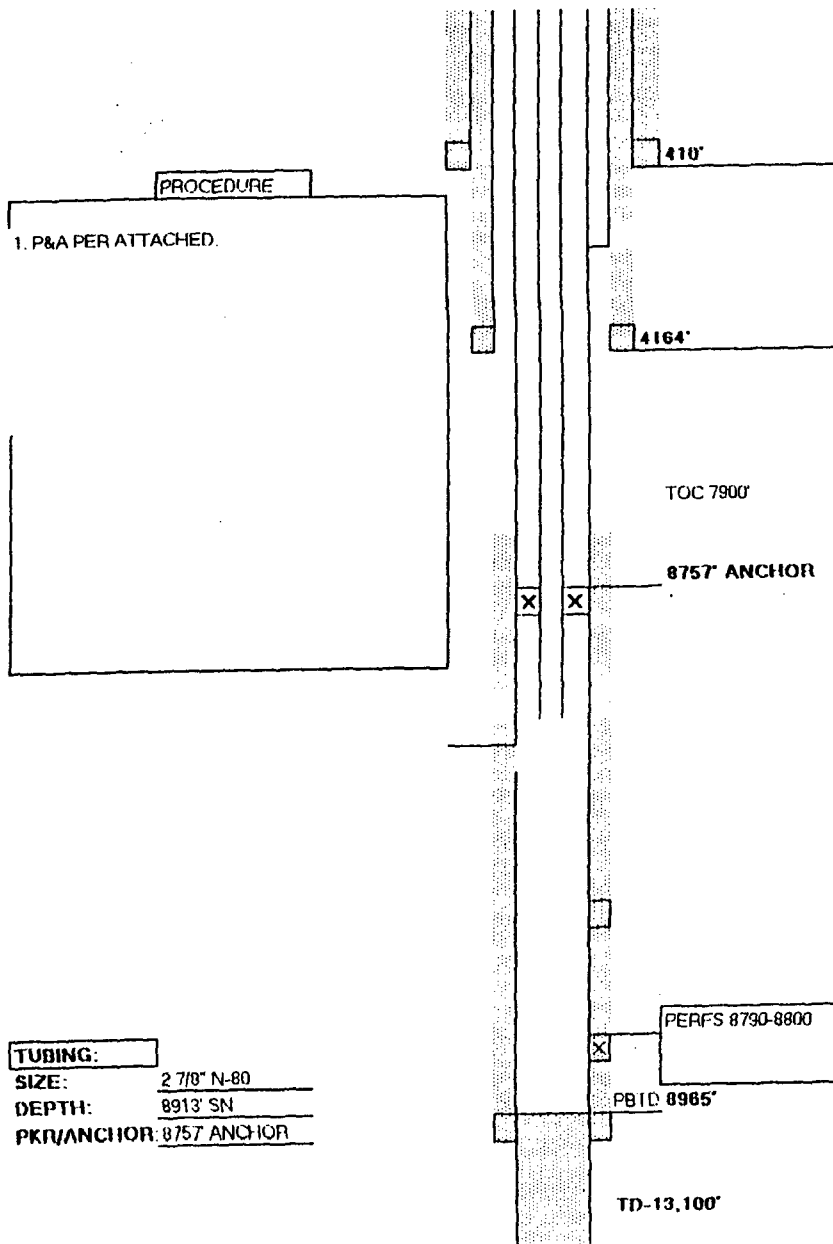 410'
PROCEDURE
1. P&A PER ATTACHED.
4164'
TOC 7900'
8757' ANCHOR
X X
PERFS 8790-8800
X
TUBING:
SIZE: 2 7/8" N-80
PBTD 8965'
DEPTH: 8913' SN
PKR/ANCHOR: 8757' ANCHOR
TD-13,100'